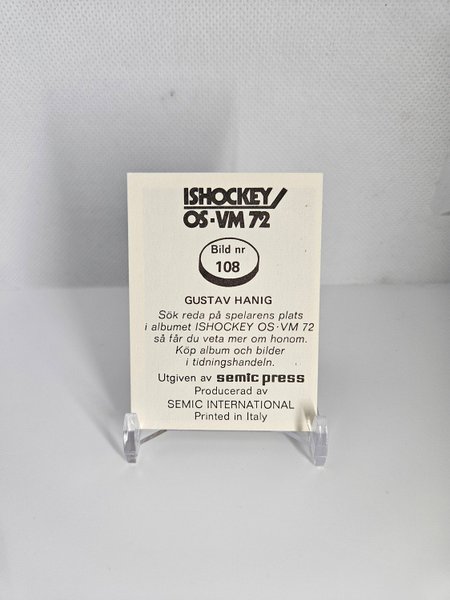 ISHOCKEY/
OS·VM 72
Bild nr
108
GUSTAV HANIG
Sök reda på spelarens plats
i albumet ISHOCKEY OS·VM 72
så får du veta mer om honom.
Köp album och bilder
i tidningshandeln.
Utgiven av semic press
Producerad av
SEMIC INTERNATIONAL
Printed in Italy